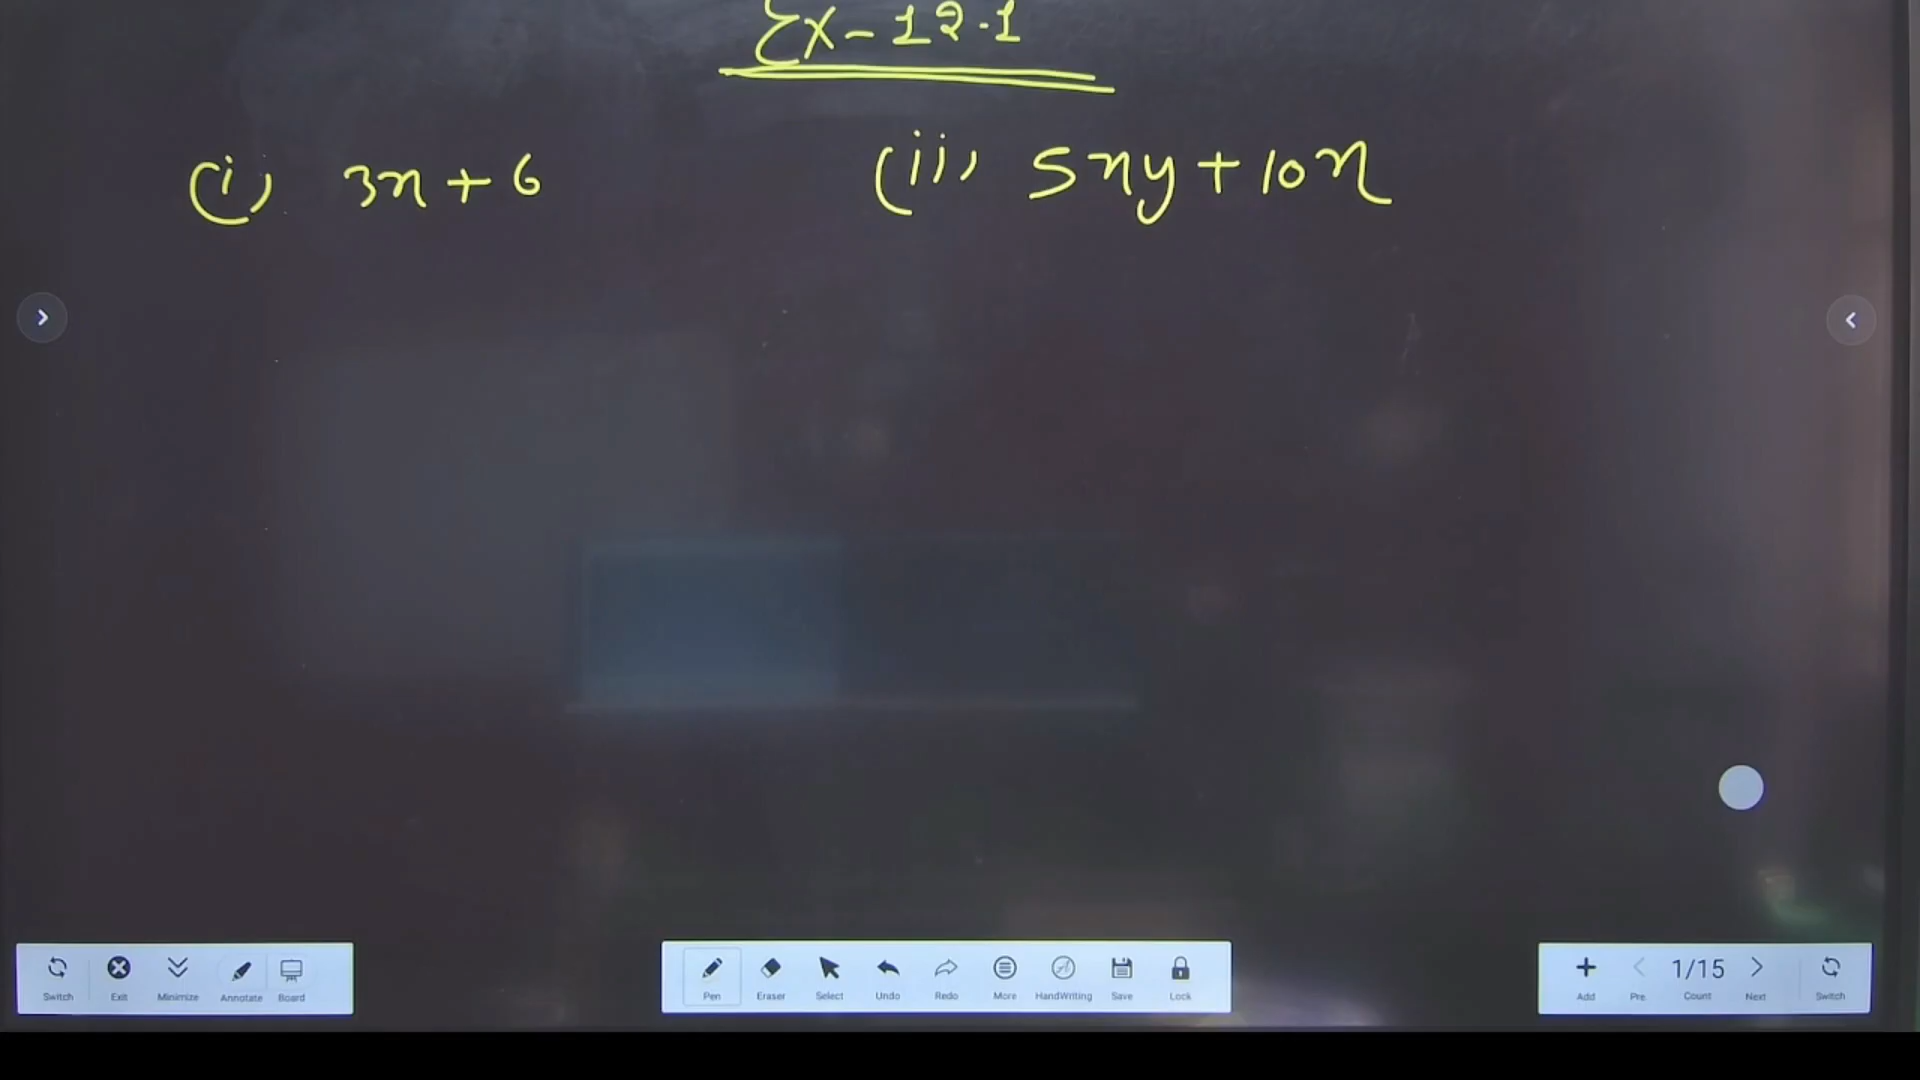 Ex-12.1
(i) 3x+6 (ii) 5xy+10x
Switch Exit Minimize Annotate Board Pen Eraser Select Undo Redo More HandWriting Save Lock Add Pre 1/15 Count Next Switch